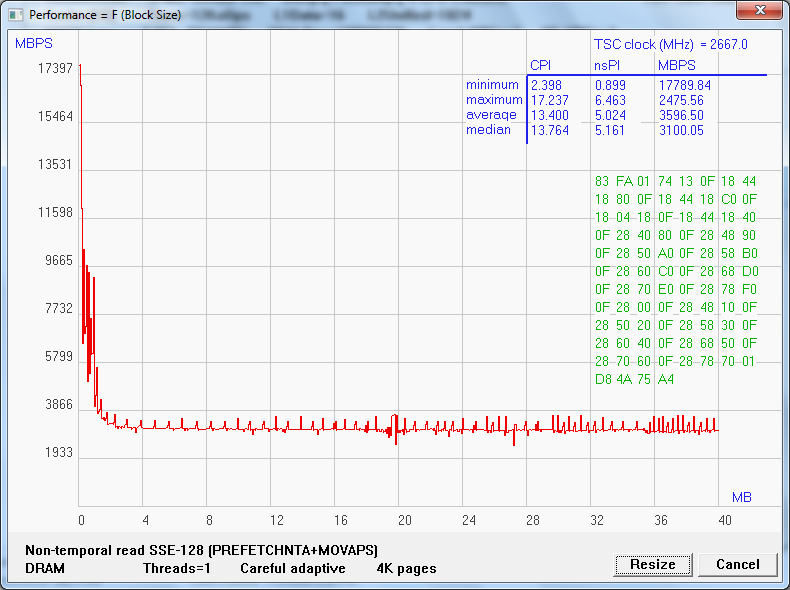 Performance = F (Block Size)
MBPS
TSC clock (MHz) = 2667.0
CPI nsPI MBPS
minimum 2.398 0.899 17789.84
maximum 17.237 6.463 2475.56
average 13.400 5.024 3596.50
median 13.764 5.161 3100.05
17397
15464
13531
11598
9665
7732
5799
3866
1933
83 FA 01 74 13 0F 18 44
18 80 0F 18 44 18 C0 0F
18 04 18 0F 18 44 18 40
0F 28 40 80 0F 28 48 90
0F 28 50 A0 0F 28 58 B0
0F 28 60 C0 0F 28 68 D0
0F 28 70 E0 0F 28 78 F0
0F 28 00 0F 28 48 10 0F
28 50 20 0F 28 58 30 0F
28 60 40 0F 28 68 50 0F
28 70 60 0F 28 78 70 01
D8 4A 75 A4
MB
0 4 8 12 16 20 24 28 32 36 40
Non-temporal read SSE-128 (PREFETCHNTA+MOVAPS)
DRAM Threads=1 Careful adaptive 4K pages
Resize Cancel